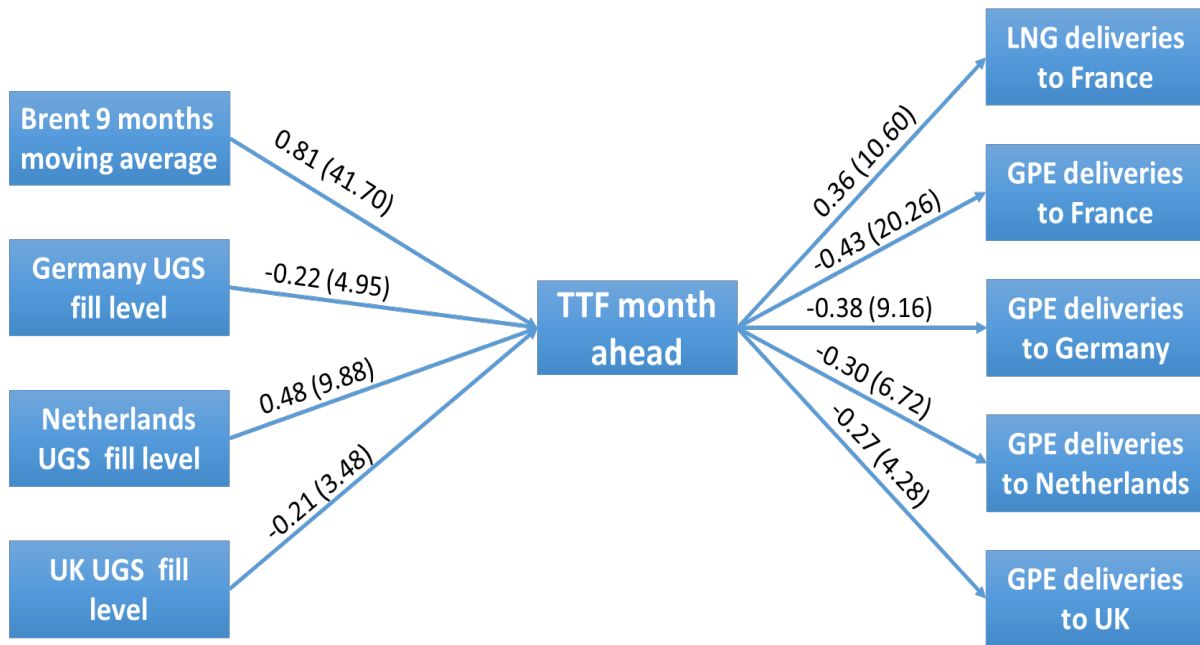 Brent 9 months
moving average
Germany UGS
fill level
Netherlands
UGS fill level
UK UGS fill
level
0.81 (41.70)
-0.22 (4.95)
0.48 (9.88)
-0.21 (3.48)
TTF month
ahead
0.36 (10.60)
-0.43 (20.26)
-0.38 (9.16)
-0.30 (6.72)
-0.27 (4.28)
LNG deliveries
to France
GPE deliveries
to France
GPE deliveries
to Germany
GPE deliveries
to Netherlands
GPE deliveries
to UK